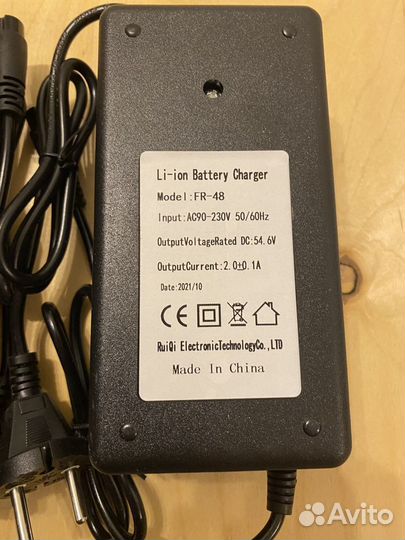 Li-ion Battery Charger
Model:FR-48
Input:AC90-230V 50/60Hz
OutputVoltageRated DC:54.6V
OutputCurrent:2.0±0.1A
Date:2021/10
CE
RuiQi ElectronicTechnologyCo.,LTD
Made In China
Avito